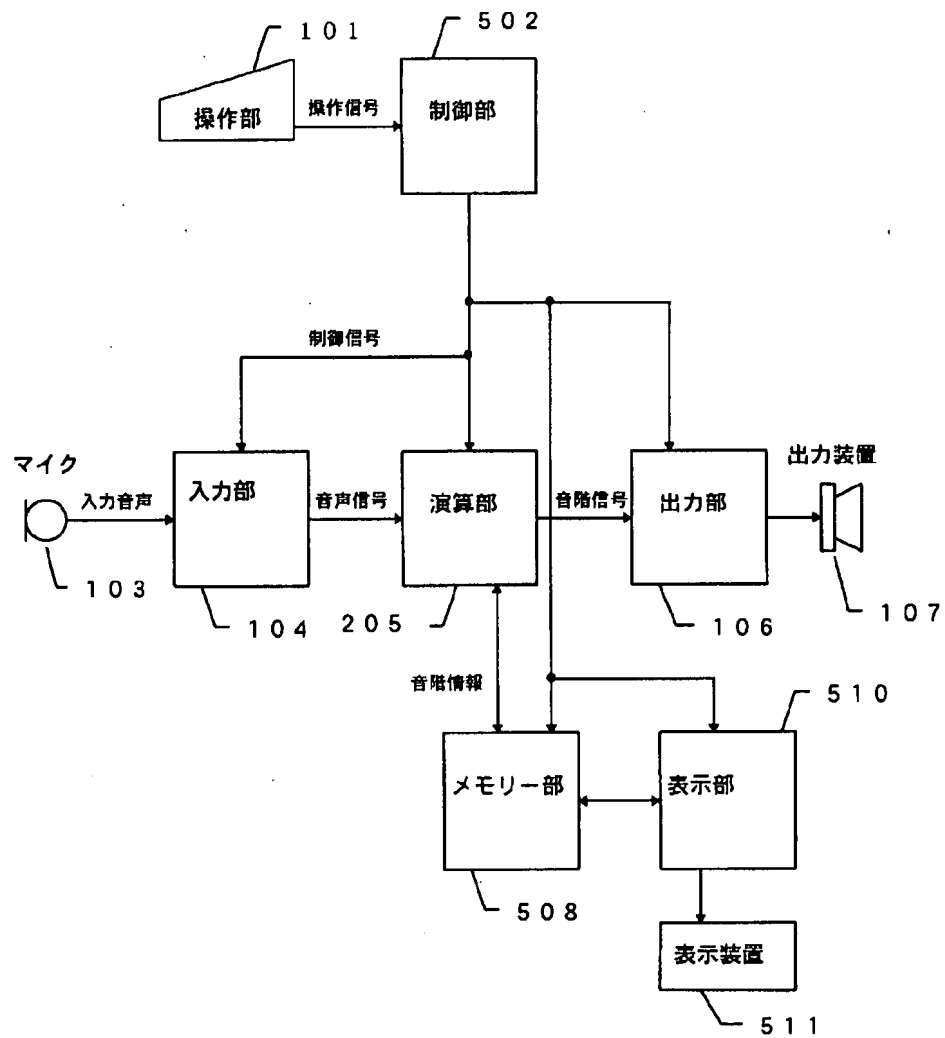 ５０２
１０１
操作部
操作信号
制御部
制御信号
マイク
入力音声
入力部
音声信号
演算部
音階信号
出力部
出力装置
１０３
１０４
２０５
１０６
１０７
音階情報
５１０
メモリー部
表示部
５０８
表示装置
５１１